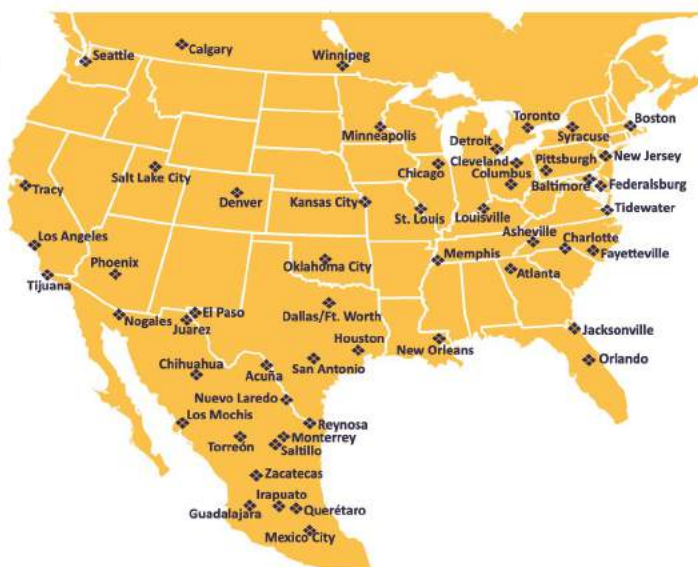 Calgary
Winnipeg
Seattle
Toronto
Boston
Minneapolis
Syracuse
Detroit
New Jersey
Cleveland
Pittsburgh
Chicago
Columbus
Salt Lake City
Baltimore
Federalsburg
Tracy
Denver
Kansas City
St. Louis
Louisville
Tidewater
Asheville
Los Angeles
Charlotte
Phoenix
Oklahoma City
Memphis
Fayetteville
Tijuana
Atlanta
Nogales
El Paso
Juarez
Dallas/Ft. Worth
Jacksonville
Houston
New Orleans
Chihuahua
Acuña
San Antonio
Orlando
Nuevo Laredo
Los Mochis
Reynosa
Monterrey
Torreón
Saltillo
Zacatecas
Irapuato
Guadalajara
Querétaro
Mexico City